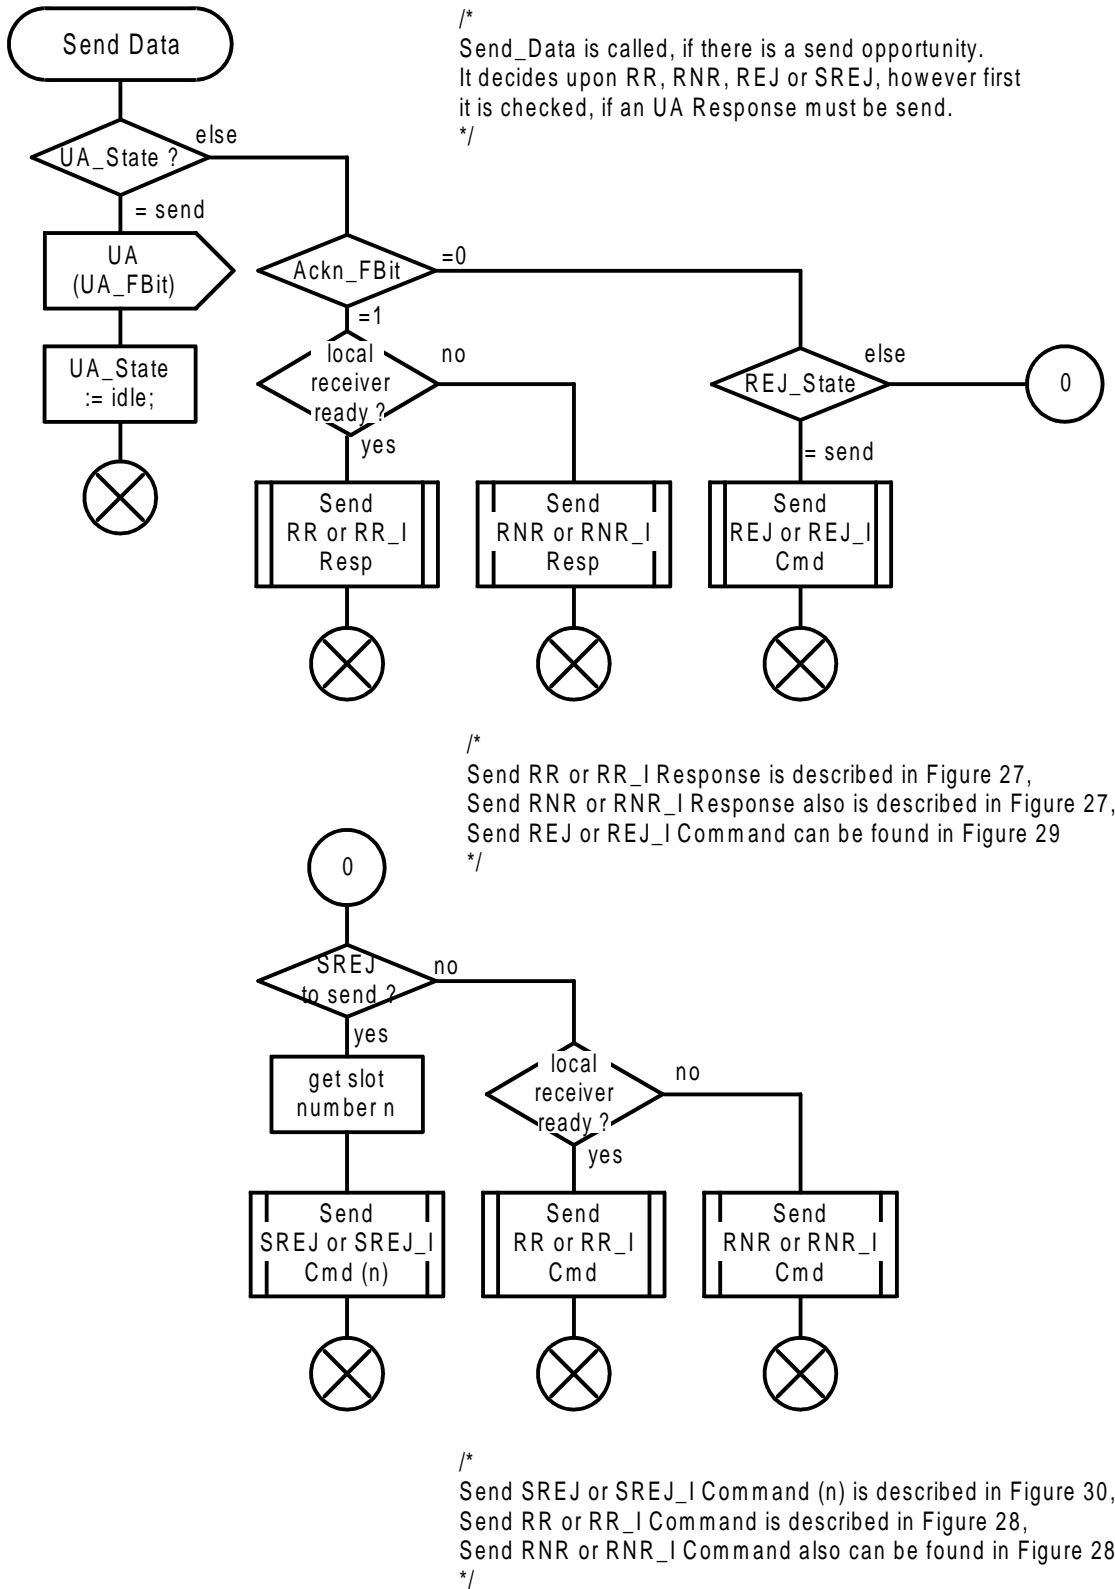 Send Data
/*
Send_Data is called, if there is a send opportunity.
It decides upon RR, RNR, REJ or SREJ, however first
it is checked, if an UA Response must be send.
*/
UA_State ?
else
= send
UA
(UA_FBit)
UA_State
:= idle;
Ackn_FBit
=0
=1
local
receiver
ready ?
no
yes
REJ_State
else
0
= send
Send
RR or RR_I
Resp
Send
RNR or RNR_I
Resp
Send
REJ or REJ_I
Cmd
/*
Send RR or RR_I Response is described in Figure 27,
Send RNR or RNR_I Response also is described in Figure 27,
Send REJ or REJ_I Command can be found in Figure 29
*/
0
SREJ
to send ?
no
yes
get slot
number n
local
receiver
ready ?
no
yes
Send
SREJ or SREJ_I
Cmd (n)
Send
RR or RR_I
Cmd
Send
RNR or RNR_I
Cmd
/*
Send SREJ or SREJ_I Command (n) is described in Figure 30,
Send RR or RR_I Command is described in Figure 28,
Send RNR or RNR_I Command also can be found in Figure 28
*/